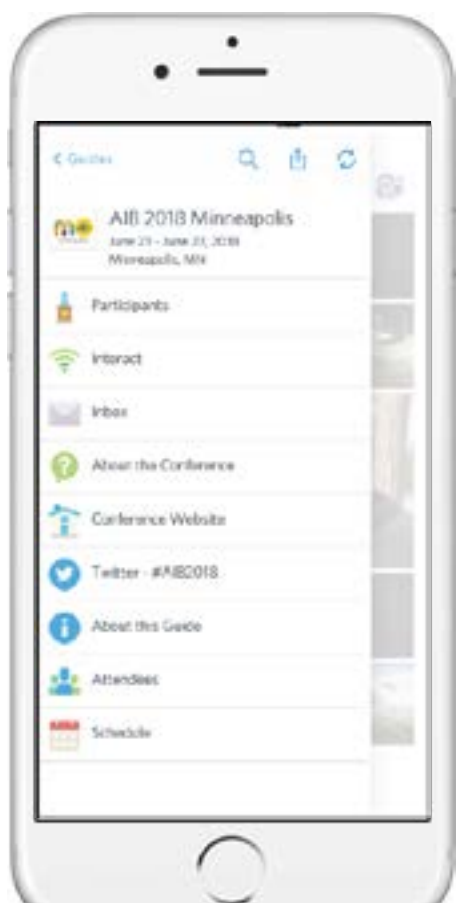 Guides
AIB 2018 Minneapolis
June 23 - June 27, 2018
Minneapolis, MN
Participants
Interact
Inbox
About the Conference
Conference Website
Twitter - #AIB2018
About this Guide
Attendees
Schedule